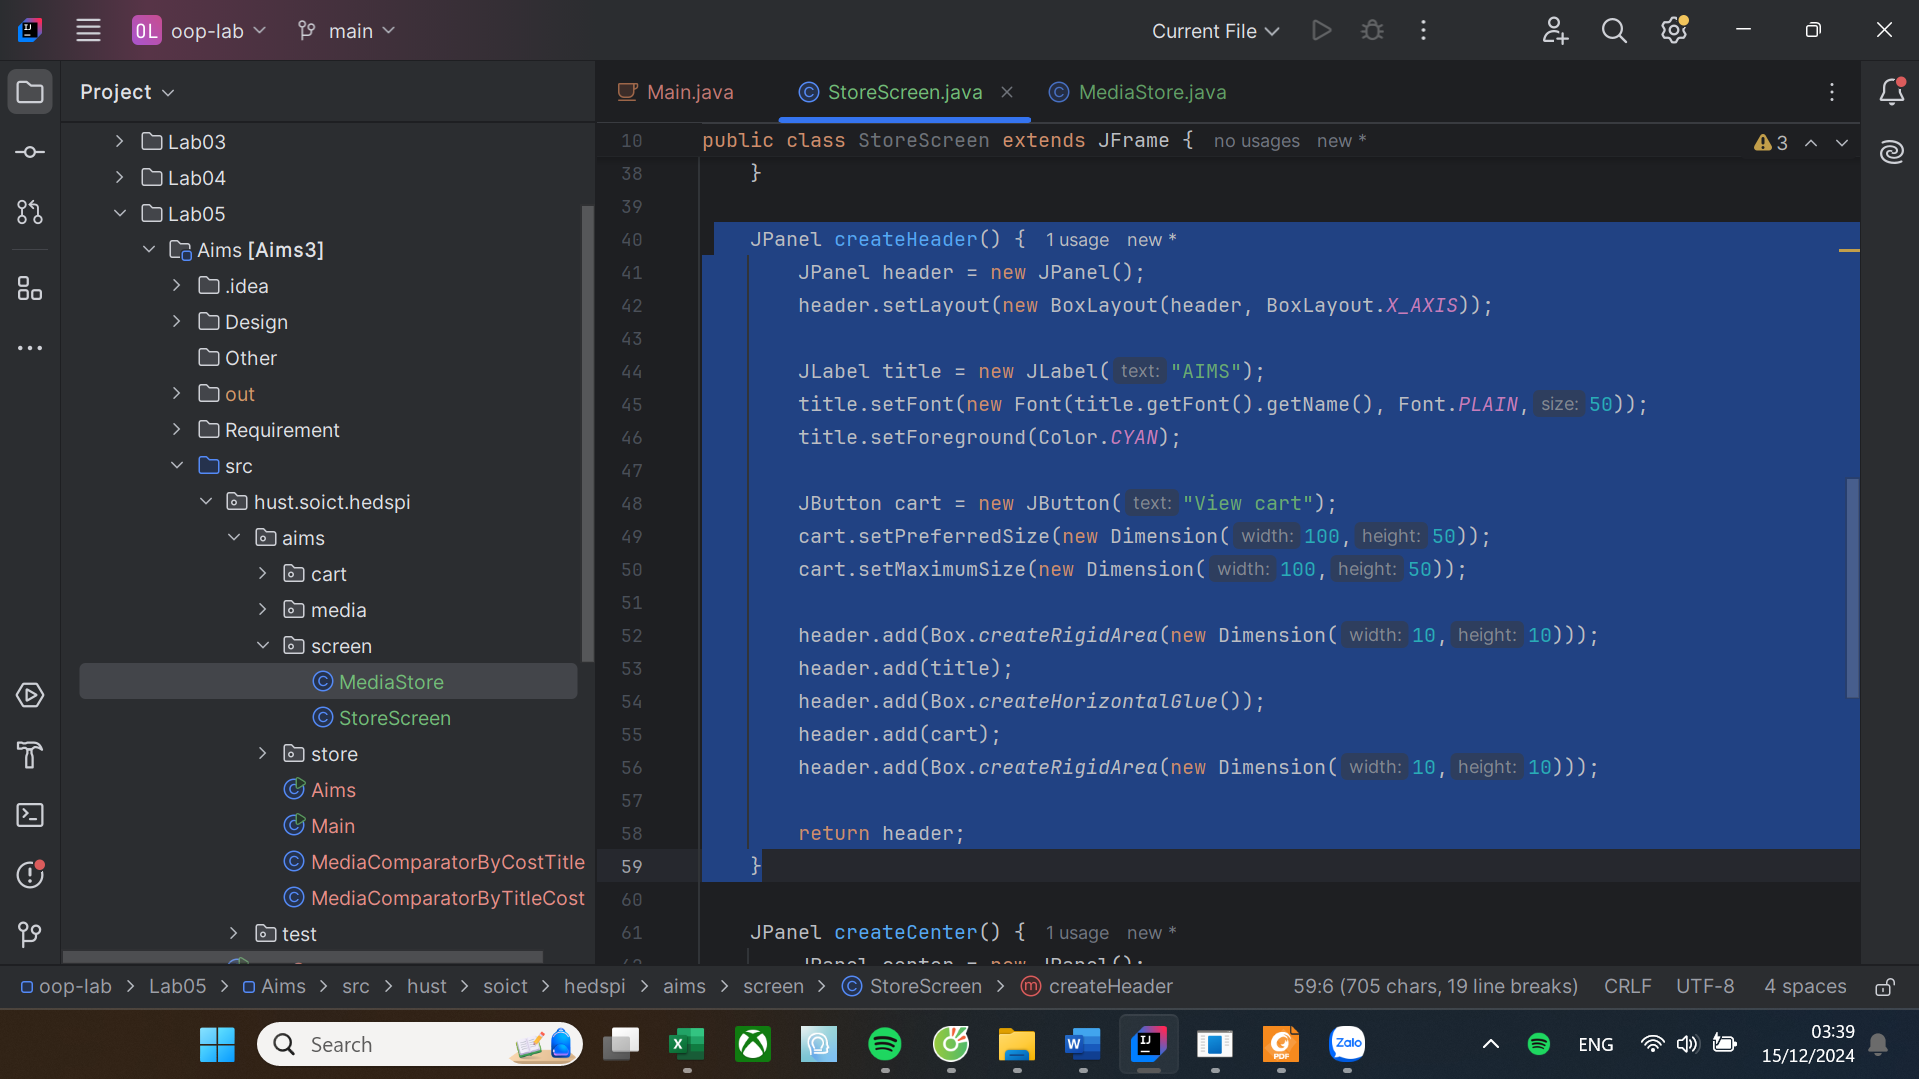 OL oop-lab main Current File
Project
Main.java StoreScreen.java MediaStore.java
Lab03
Lab04
Lab05
Aims [Aims3]
.idea
Design
Other
out
Requirement
src
hust.soict.hedspi
aims
cart
media
screen
MediaStore
StoreScreen
store
Aims
Main
MediaComparatorByCostTitle
MediaComparatorByTitleCost
test
10 public class StoreScreen extends JFrame { no usages new * 3
38 }
39
40 JPanel createHeader() { 1 usage new *
41 JPanel header = new JPanel();
42 header.setLayout(new BoxLayout(header, BoxLayout.X_AXIS));
43
44 JLabel title = new JLabel( text: "AIMS");
45 title.setFont(new Font(title.getFont().getName(), Font.PLAIN, size: 50));
46 title.setForeground(Color.CYAN);
47
48 JButton cart = new JButton( text: "View cart");
49 cart.setPreferredSize(new Dimension( width: 100, height: 50));
50 cart.setMaximumSize(new Dimension( width: 100, height: 50));
51
52 header.add(Box.createRigidArea(new Dimension( width: 10, height: 10)));
53 header.add(title);
54 header.add(Box.createHorizontalGlue());
55 header.add(cart);
56 header.add(Box.createRigidArea(new Dimension( width: 10, height: 10)));
57
58 return header;
59 }
60
61 JPanel createCenter() { 1 usage new *
JPanel center = new JPanel();
oop-lab > Lab05 > Aims > src > hust > soict > hedspi > aims > screen > StoreScreen > createHeader 59:6 (705 chars, 19 line breaks) CRLF UTF-8 4 spaces
Search
Zalo
ENG
03:39
15/12/2024